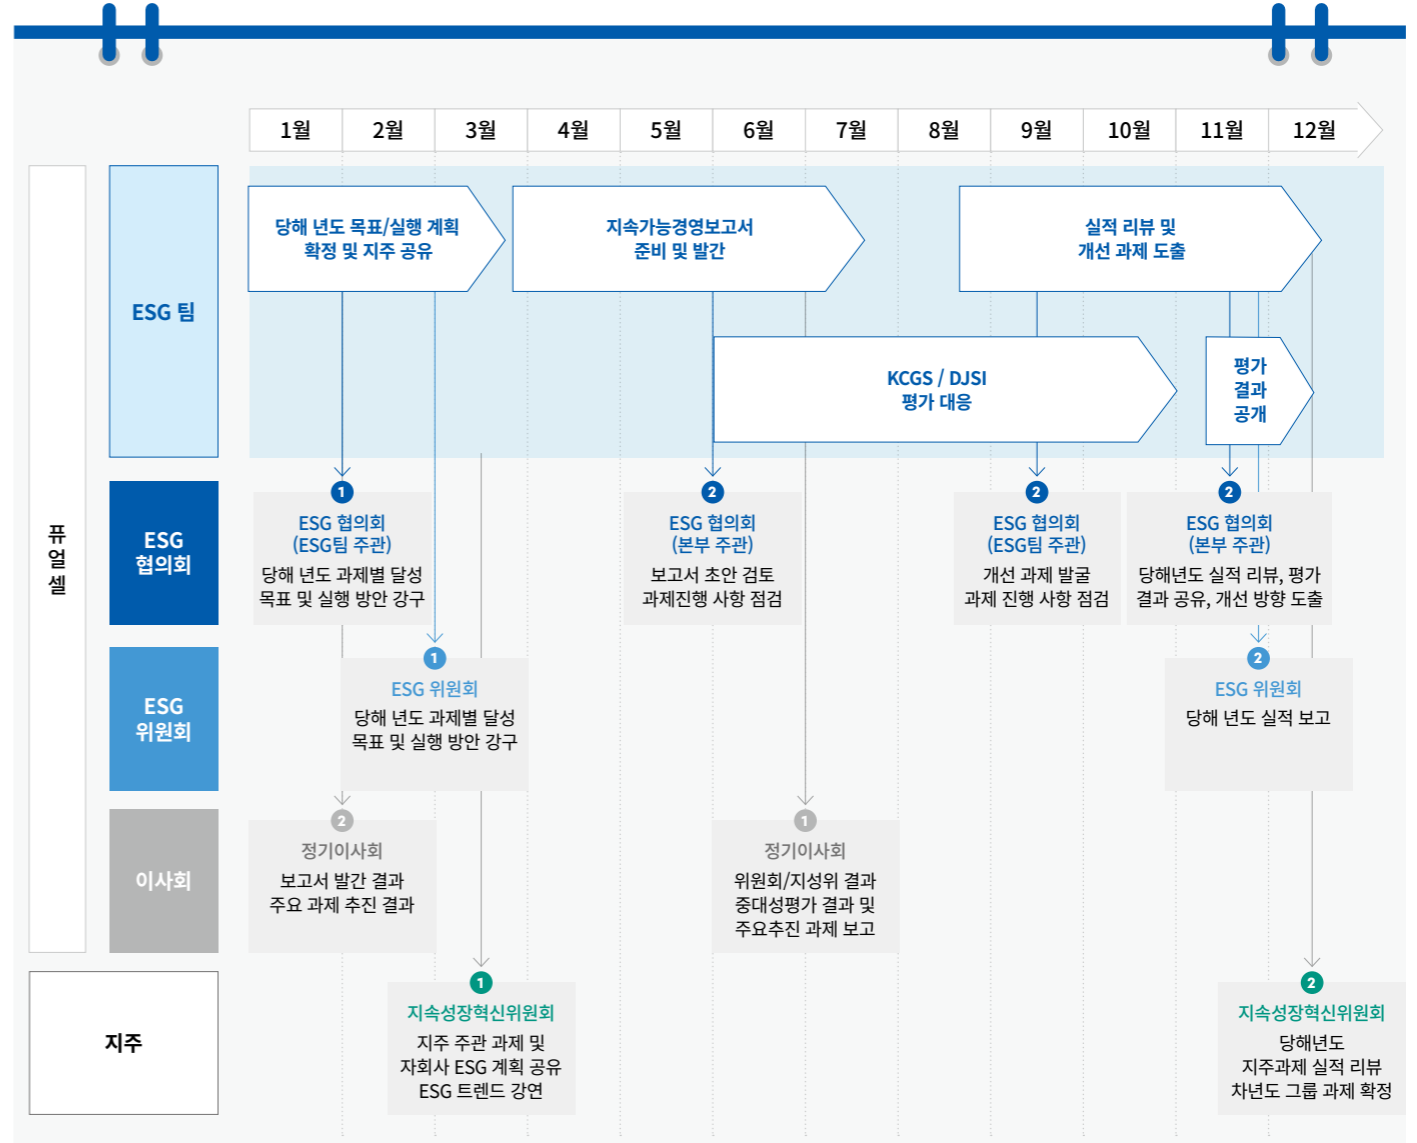 1월 2월 3월 4월 5월 6월 7월 8월 9월 10월 11월 12월
퓨얼셀
ESG 팀
당해 년도 목표/실행 계획
확정 및 지주 공유
지속가능경영보고서
준비 및 발간
실적 리뷰 및
개선 과제 도출
KCGS / DJSI
평가 대응
평가
결과
공개
ESG
협의회
1
ESG 협의회
(ESG팀 주관)
당해 년도 과제별 달성
목표 및 실행 방안 강구
2
ESG 협의회
(본부 주관)
보고서 초안 검토
과제진행 사항 점검
2
ESG 협의회
(ESG팀 주관)
개선 과제 발굴
과제 진행 사항 점검
2
ESG 협의회
(본부 주관)
당해년도 실적 리뷰, 평가
결과 공유, 개선 방향 도출
ESG
위원회
1
ESG 위원회
당해 년도 과제별 달성
목표 및 실행 방안 강구
2
ESG 위원회
당해 년도 실적 보고
이사회
2
정기이사회
보고서 발간 결과
주요 과제 추진 결과
1
정기이사회
위원회/지성위 결과
중대성평가 결과 및
주요추진 과제 보고
지주
1
지속성장혁신위원회
지주 주관 과제 및
자회사 ESG 계획 공유
ESG 트렌드 강연
2
지속성장혁신위원회
당해년도
지주과제 실적 리뷰
차년도 그룹 과제 확정